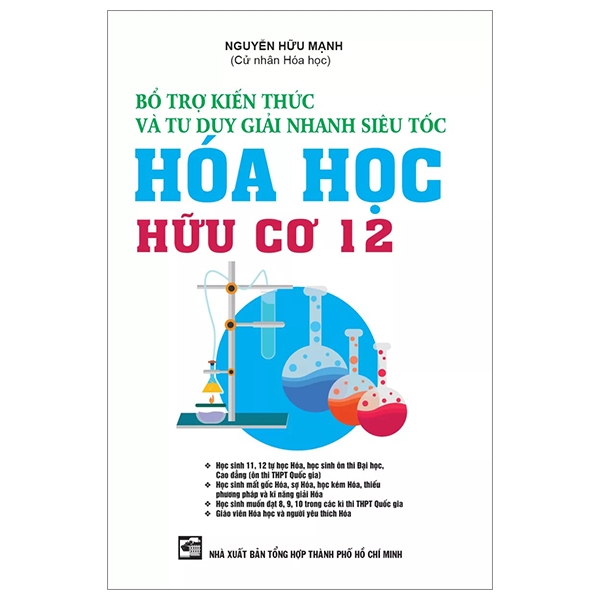 NGUYỄN HỮU MẠNH
(Cử nhân Hóa học)
BỔ TRỢ KIẾN THỨC
VÀ TƯ DUY GIẢI NHANH SIÊU TỐC
HÓA HỌC
HỮU CƠ 12
Học sinh 11, 12 tự học Hóa, học sinh ôn thi Đại học,
Cao đẳng (ôn thi THPT Quốc gia)
Học sinh mất gốc Hóa, sợ Hóa, học kém Hóa, thiếu
phương pháp và kĩ năng giải Hóa
Học sinh muốn đạt 8, 9, 10 trong các kì thi THPT Quốc gia
Giáo viên Hóa học và người yêu thích Hóa
NHÀ XUẤT BẢN TỔNG HỢP THÀNH PHỐ HỒ CHÍ MINH